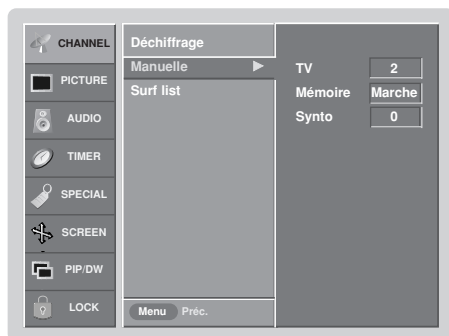 CHANNEL
PICTURE
AUDIO
TIMER
SPECIAL
SCREEN
PIP/DW
LOCK
Déchiffrage
Manuelle
Surf list
Menu Préc.
TV 2
Mémoire Marche
Synto 0